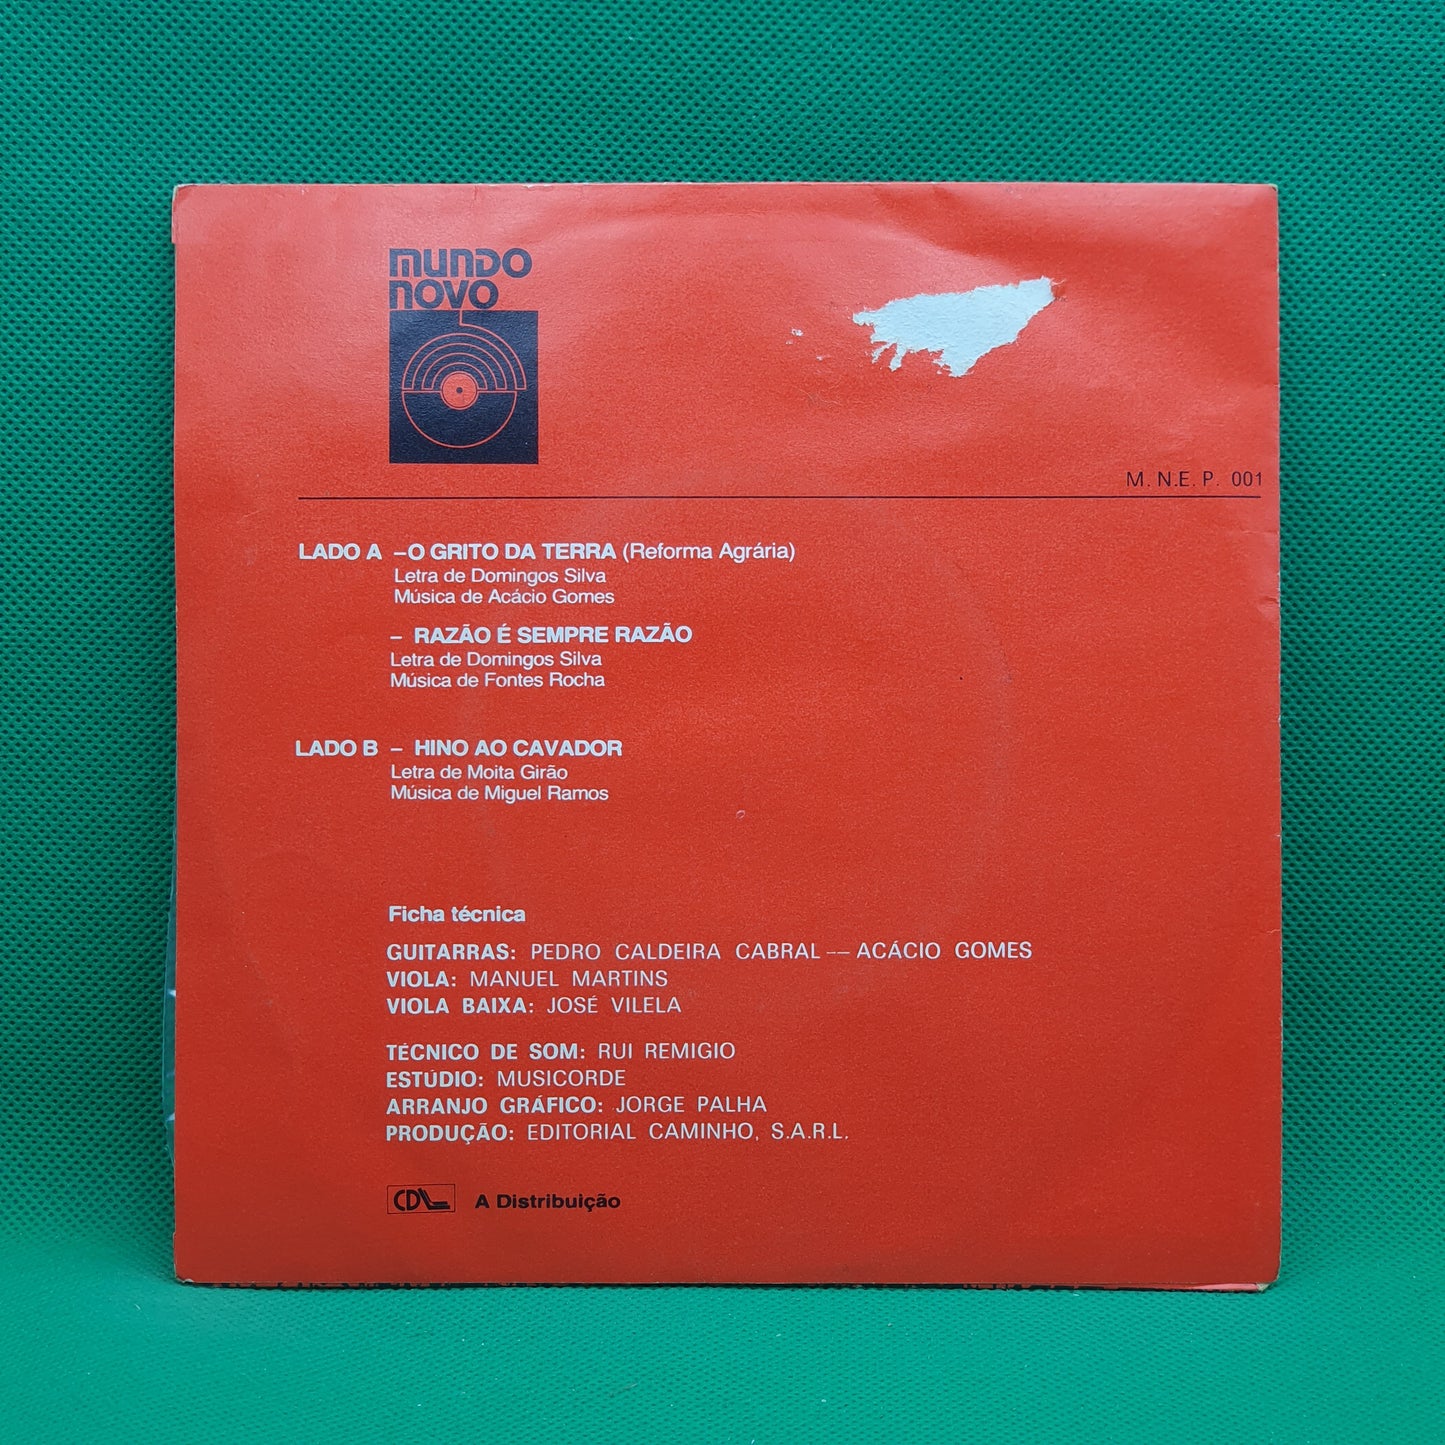 mundo
novo
M. N.E. P. 001
LADO A – O GRITO DA TERRA (Reforma Agrária)
Letra de Domingos Silva
Música de Acácio Gomes
– RAZÃO É SEMPRE RAZÃO
Letra de Domingos Silva
Música de Fontes Rocha
LADO B – HINO AO CAVADOR
Letra de Moita Girão
Música de Miguel Ramos
Ficha técnica
GUITARRAS: PEDRO CALDEIRA CABRAL — ACÁCIO GOMES
VIOLA: MANUEL MARTINS
VIOLA BAIXA: JOSÉ VILELA
TÉCNICO DE SOM: RUI REMIGIO
ESTÚDIO: MUSICORDE
ARRANJO GRÁFICO: JORGE PALHA
PRODUÇÃO: EDITORIAL CAMINHO, S.A.R.L.
CDL A Distribuição